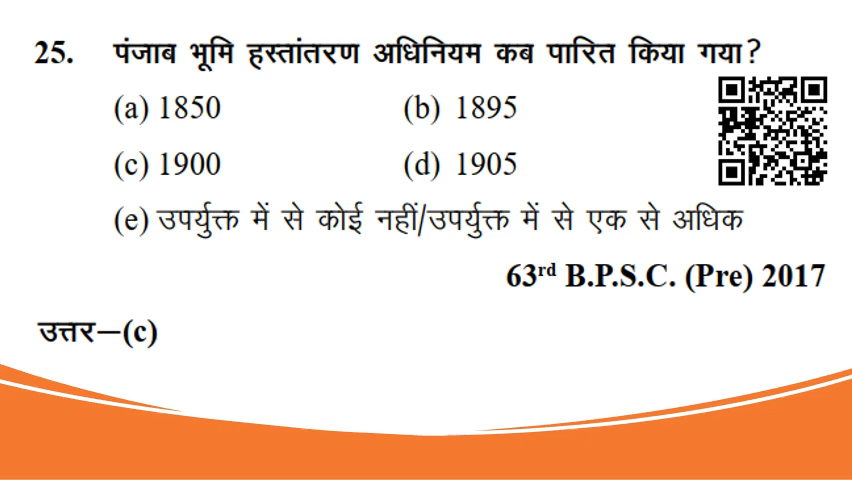 25. पंजाब भूमि हस्तांतरण अधिनियम कब पारित किया गया?
(a) 1850 (b) 1895
(c) 1900 (d) 1905
(e) उपर्युक्त में से कोई नहीं/उपर्युक्त में से एक से अधिक
63rd B.P.S.C. (Pre) 2017
उत्तर–(c)